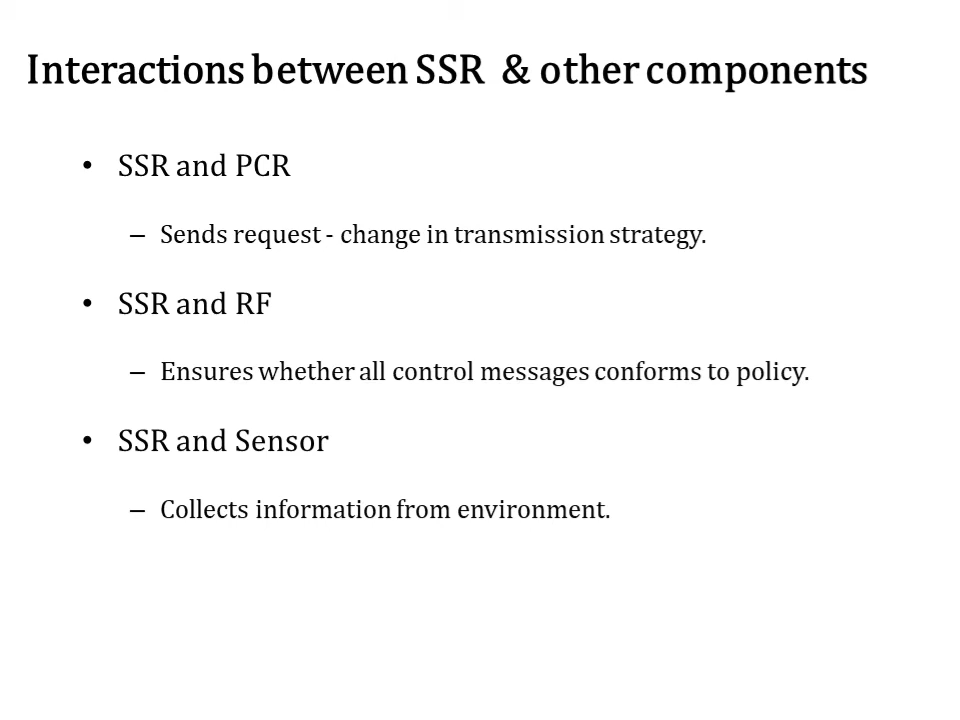 Interactions between SSR & other components
• SSR and PCR
– Sends request - change in transmission strategy.
• SSR and RF
– Ensures whether all control messages conforms to policy.
• SSR and Sensor
– Collects information from environment.